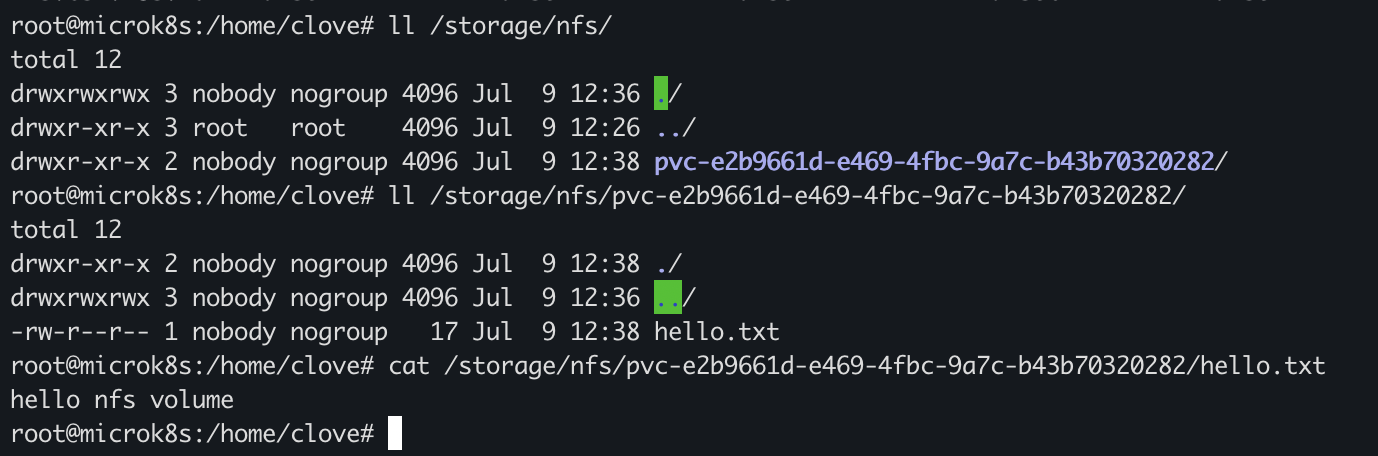 root@microk8s:/home/clove# ll /storage/nfs/
total 12
drwxrwxrwx 3 nobody nogroup 4096 Jul  9 12:36 ./
drwxr-xr-x 3 root   root    4096 Jul  9 12:26 ../
drwxr-xr-x 2 nobody nogroup 4096 Jul  9 12:38 pvc-e2b9661d-e469-4fbc-9a7c-b43b70320282/
root@microk8s:/home/clove# ll /storage/nfs/pvc-e2b9661d-e469-4fbc-9a7c-b43b70320282/
total 12
drwxr-xr-x 2 nobody nogroup 4096 Jul  9 12:38 ./
drwxrwxrwx 3 nobody nogroup 4096 Jul  9 12:36 ../
-rw-r--r-- 1 nobody nogroup   17 Jul  9 12:38 hello.txt
root@microk8s:/home/clove# cat /storage/nfs/pvc-e2b9661d-e469-4fbc-9a7c-b43b70320282/hello.txt
hello nfs volume
root@microk8s:/home/clove#